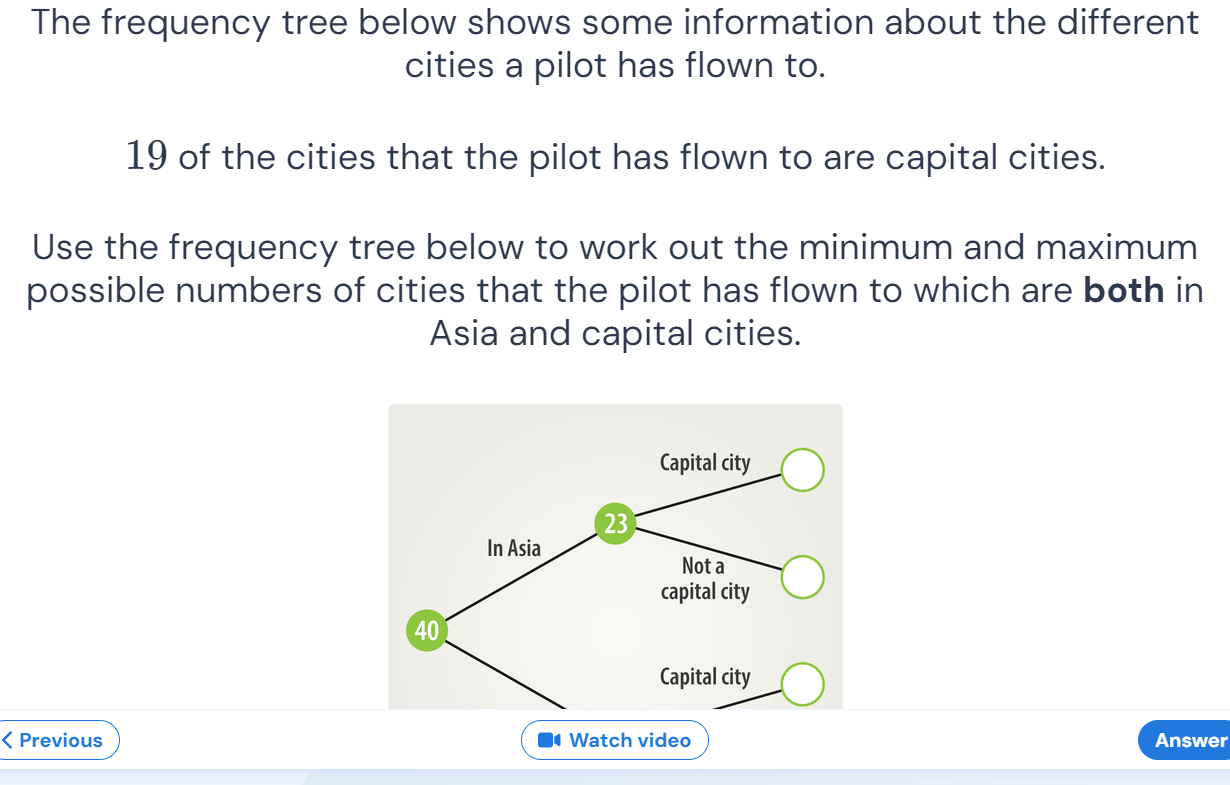 The frequency tree below shows some information about the different
cities a pilot has flown to.
19 of the cities that the pilot has flown to are capital cities.
Use the frequency tree below to work out the minimum and maximum
possible numbers of cities that the pilot has flown to which are both in
Asia and capital cities.
Capital city
23
In Asia
Not a
capital city
40
Capital city
Previous
Watch video
Answer